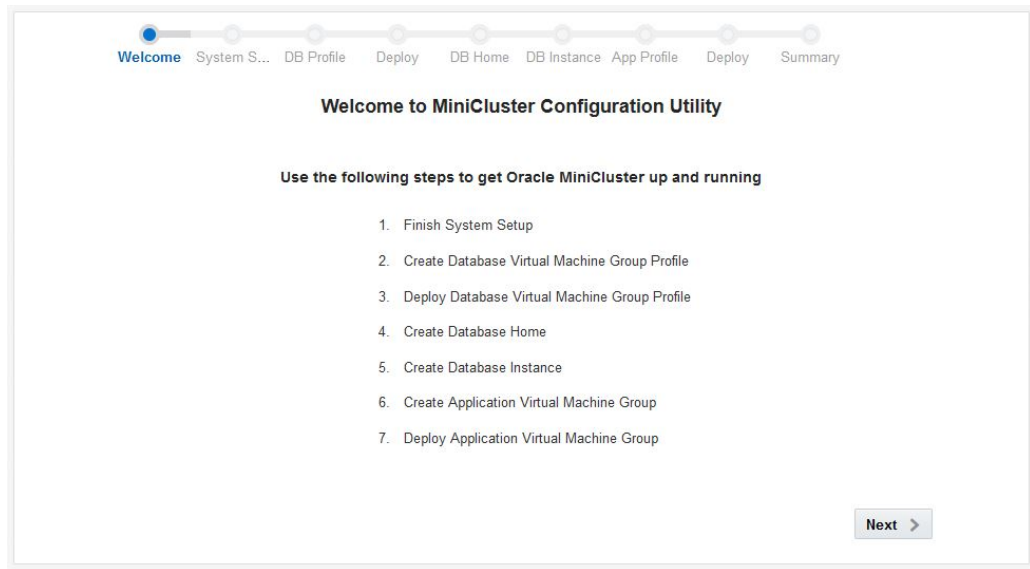 Welcome System S... DB Profile Deploy DB Home DB Instance App Profile Deploy Summary
Welcome to MiniCluster Configuration Utility
Use the following steps to get Oracle MiniCluster up and running
1. Finish System Setup
2. Create Database Virtual Machine Group Profile
3. Deploy Database Virtual Machine Group Profile
4. Create Database Home
5. Create Database Instance
6. Create Application Virtual Machine Group
7. Deploy Application Virtual Machine Group
Next